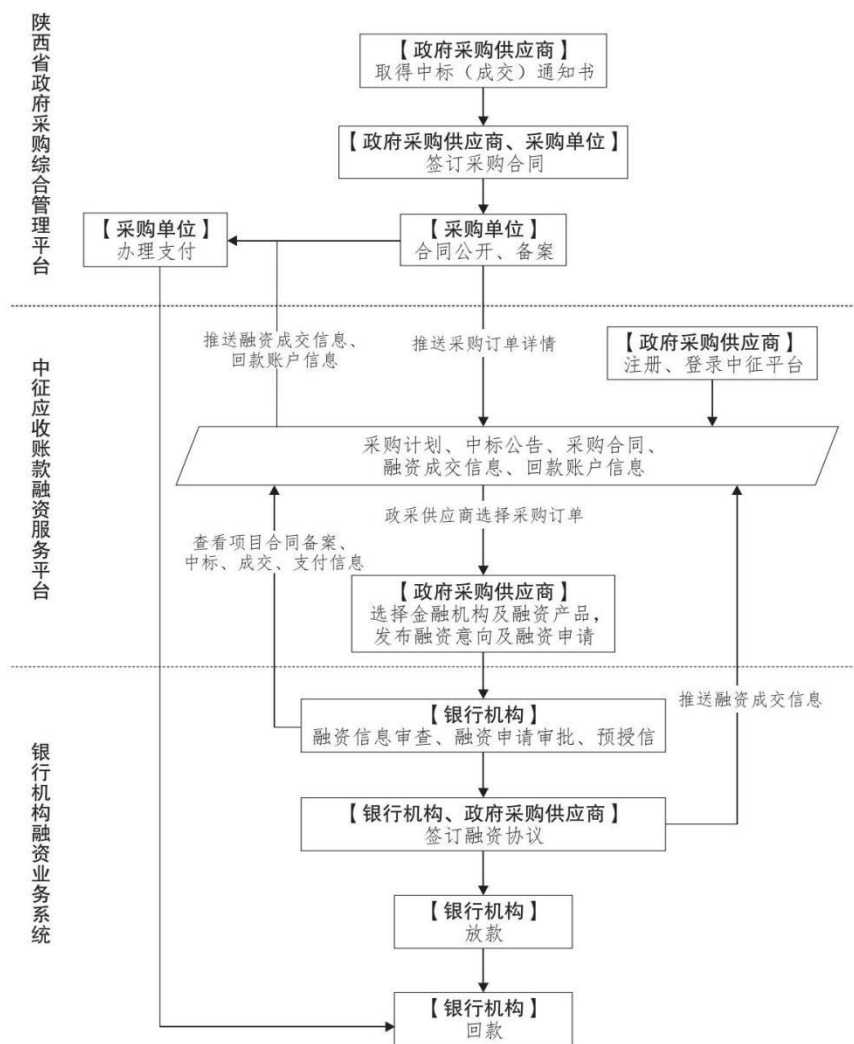 陕西省政府采购综合管理平台
【政府采购供应商】
取得中标（成交）通知书
【政府采购供应商、采购单位】
签订采购合同
【采购单位】
办理支付
【采购单位】
合同公开、备案
中征应收账款融资服务平台
推送融资成交信息、
回款账户信息
推送采购订单详情
【政府采购供应商】
注册、登录中征平台
采购计划、中标公告、采购合同、
融资成交信息、回款账户信息
政采供应商选择采购订单
查看项目合同备案、
中标、成交、支付信息
【政府采购供应商】
选择金融机构及融资产品，
发布融资意向及融资申请
银行机构融资业务系统
【银行机构】
融资信息审查、融资申请审批、预授信
推送融资成交信息
【银行机构、政府采购供应商】
签订融资协议
【银行机构】
放款
【银行机构】
回款